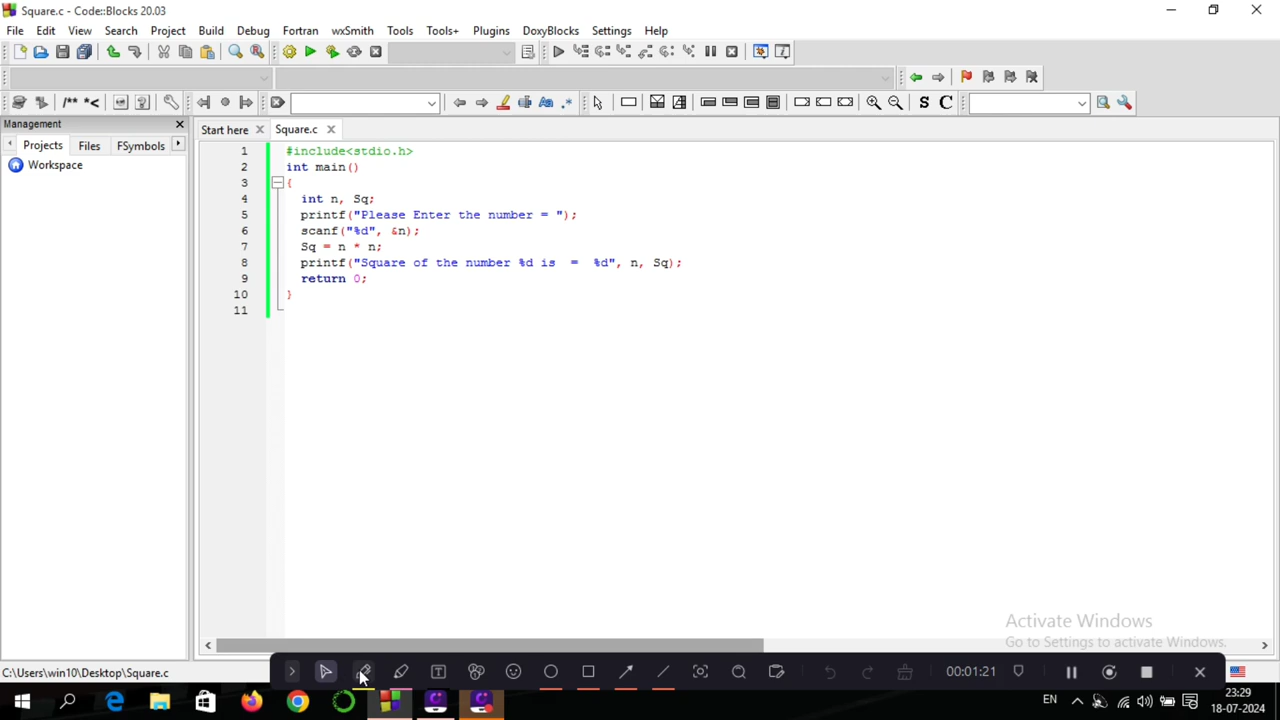 Square.c - Code::Blocks 20.03
File Edit View Search Project Build Debug Fortran wxSmith Tools Tools+ Plugins DoxyBlocks Settings Help
/** *<
S C
Management
Projects Files FSymbols
Workspace
Start here Square.c
1 #include<stdio.h>
2 int main()
3 {
4 int n, Sq;
5 printf("Please Enter the number = ");
6 scanf("%d", &n);
7 Sq = n * n;
8 printf("Square of the number %d is  =  %d", n, Sq);
9 return 0;
10 }
11
Activate Windows
Go to Settings to activate Windows.
C:\Users\win10\Desktop\Square.c
00:01:21
EN
23:29
18-07-2024